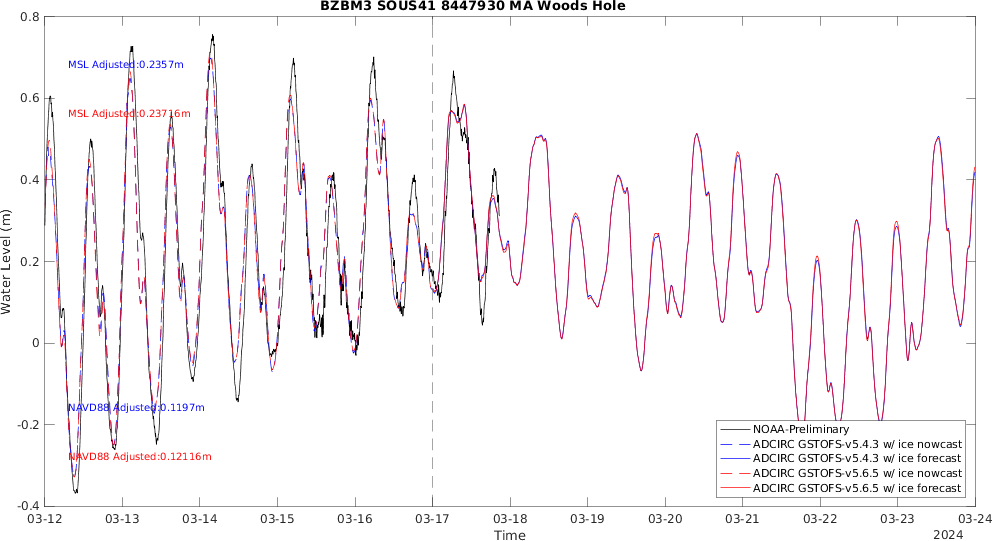 BZBM3 SOUS41 8447930 MA Woods Hole
0.8
0.6
0.4
0.2
0
-0.2
-0.4
Water Level (m)
MSL Adjusted:0.2357m
MSL Adjusted:0.23716m
NAVD88 Adjusted:0.1197m
NAVD88 Adjusted:0.12116m
NOAA-Preliminary
ADCIRC GSTOFS-v5.4.3 w/ ice nowcast
ADCIRC GSTOFS-v5.4.3 w/ ice forecast
ADCIRC GSTOFS-v5.6.5 w/ ice nowcast
ADCIRC GSTOFS-v5.6.5 w/ ice forecast
03-12 03-13 03-14 03-15 03-16 03-17 03-18 03-19 03-20 03-21 03-22 03-23 03-24
Time
2024